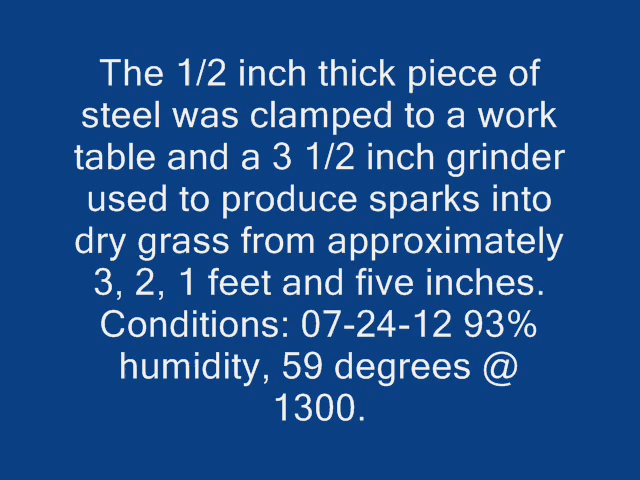 The 1/2 inch thick piece of
steel was clamped to a work
table and a 3 1/2 inch grinder
used to produce sparks into
dry grass from approximately
3, 2, 1 feet and five inches.
Conditions: 07-24-12 93%
humidity, 59 degrees @
1300.